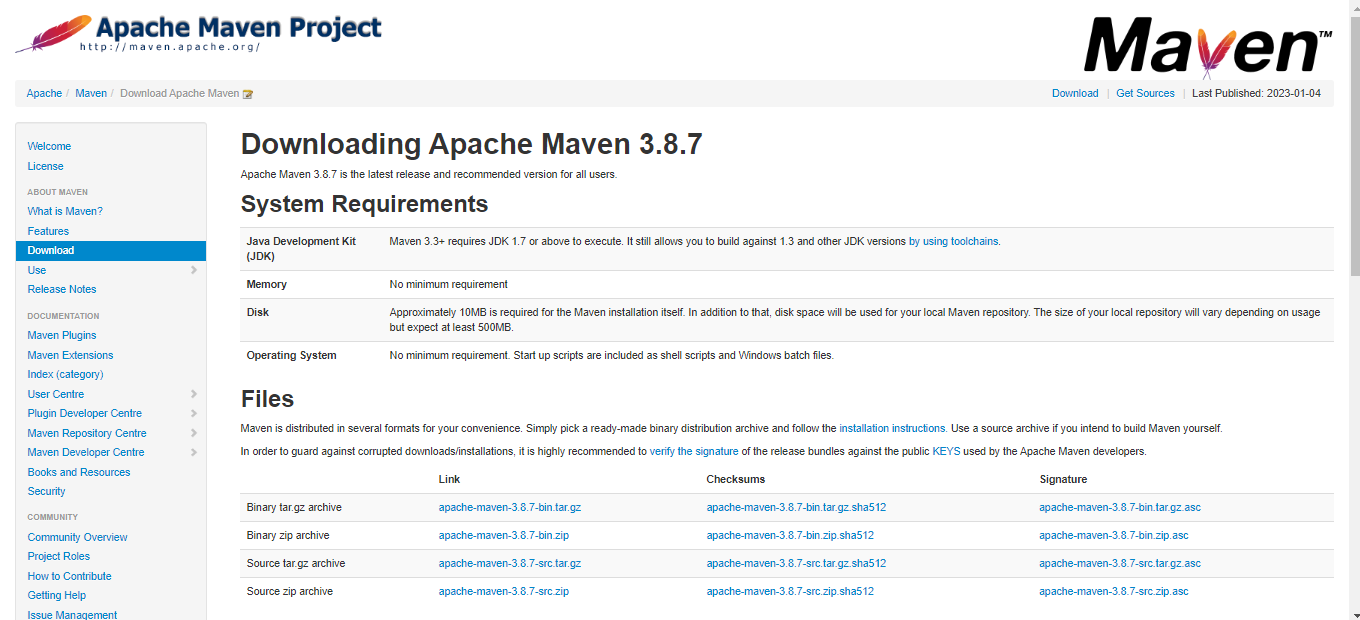 Apache Maven Project
http://maven.apache.org/
Maven™
Apache / Maven / Download Apache Maven
Download | Get Sources | Last Published: 2023-01-04
Welcome
License
ABOUT MAVEN
What is Maven?
Features
Download
Use
Release Notes
DOCUMENTATION
Maven Plugins
Maven Extensions
Index (category)
User Centre
Plugin Developer Centre
Maven Repository Centre
Maven Developer Centre
Books and Resources
Security
COMMUNITY
Community Overview
Project Roles
How to Contribute
Getting Help
Issue Management
Downloading Apache Maven 3.8.7
Apache Maven 3.8.7 is the latest release and recommended version for all users.
System Requirements
Java Development Kit (JDK) Maven 3.3+ requires JDK 1.7 or above to execute. It still allows you to build against 1.3 and other JDK versions by using toolchains.
Memory No minimum requirement
Disk Approximately 10MB is required for the Maven installation itself. In addition to that, disk space will be used for your local Maven repository. The size of your local repository will vary depending on usage
but expect at least 500MB.
Operating System No minimum requirement. Start up scripts are included as shell scripts and Windows batch files.
Files
Maven is distributed in several formats for your convenience. Simply pick a ready-made binary distribution archive and follow the installation instructions. Use a source archive if you intend to build Maven yourself.
In order to guard against corrupted downloads/installations, it is highly recommended to verify the signature of the release bundles against the public KEYS used by the Apache Maven developers.
Link Checksums Signature
Binary tar.gz archive apache-maven-3.8.7-bin.tar.gz apache-maven-3.8.7-bin.tar.gz.sha512 apache-maven-3.8.7-bin.tar.gz.asc
Binary zip archive apache-maven-3.8.7-bin.zip apache-maven-3.8.7-bin.zip.sha512 apache-maven-3.8.7-bin.zip.asc
Source tar.gz archive apache-maven-3.8.7-src.tar.gz apache-maven-3.8.7-src.tar.gz.sha512 apache-maven-3.8.7-src.tar.gz.asc
Source zip archive apache-maven-3.8.7-src.zip apache-maven-3.8.7-src.zip.sha512 apache-maven-3.8.7-src.zip.asc